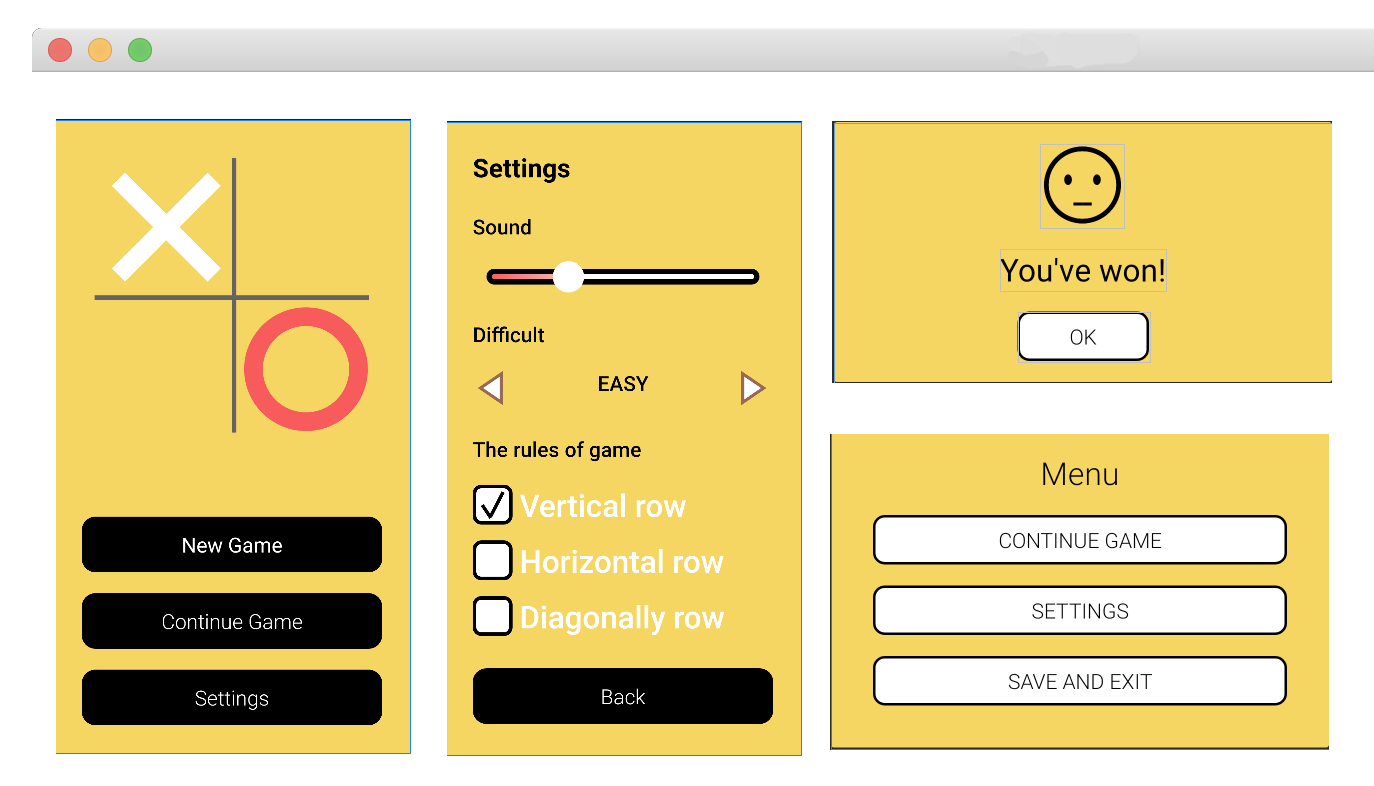 New Game
Continue Game
Settings
Settings
Sound
Difficult
EASY
The rules of game
Vertical row
Horizontal row
Diagonally row
Back
You've won!
OK
Menu
CONTINUE GAME
SETTINGS
SAVE AND EXIT